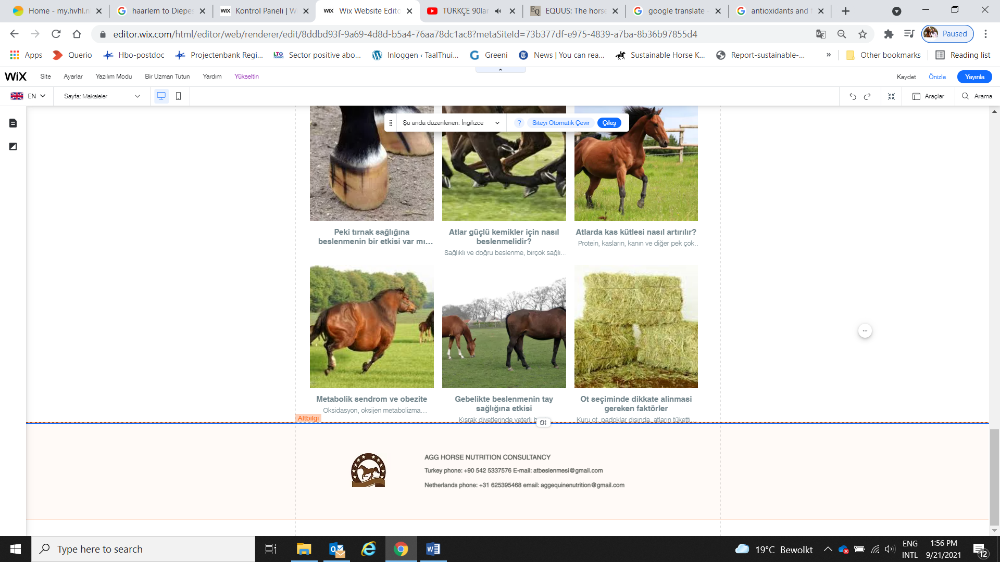 Home - my.hvhl.n
haarlem to Diepes
Kontrol Paneli | W
Wix Website Edito
TÜRKÇE 90lar
EQUUS: The horse
google translate -
antioxidants and f
editor.wix.com/html/editor/web/renderer/edit/8ddbd93f-9a69-4d8d-b5a4-76aa78dc1ac8?metaSiteId=73b377df-e975-4839-a7ba-8b36b97855d4
Paused
Apps
Querio
Hbo-postdoc
Projectenbank Regi...
Sector positive abo...
Inloggen ‹ TaalThui...
Greeni
News | You can rea...
Sustainable Horse K...
Report-sustainable-...
»
Other bookmarks
Reading list
WiX
Site
Ayarlar
Yazılım Modu
Bir Uzman Tutun
Yardım
Yükseltin
Kaydet
Önizle
Yayınla
EN
Sayfa: Makaleler
Araçlar
Arama
Şu anda düzenlenen: İngilizce
?
Siteyi Otomatik Çevir
Çıkış
Peki tırnak sağlığına
beslenmenin bir etkisi var mı...
Atlar güçlü kemikler için nasıl
beslenmelidir?
Sağlıklı ve doğru beslenme, birçok sağlı...
Atlarda kas kütlesi nasıl artırılır?
Protein, kasların, kanın ve diğer pek çok..
Metabolik sendrom ve obezite
Oksidasyon, oksijen metabolizma...
Gebelikte beslenmenin tay
sağlığına etkisi
Kısrak diyetlerinde yeterli
Ot seçiminde dikkate alinmasi
gereken faktörler
Kuru ot, padoklar dışında, atların tüketti...
Altbilgi
AGG HORSE NUTRITION CONSULTANCY
Turkey phone: +90 542 5337576 E-mail: atbeslenmesi@gmail.com
Netherlands phone: +31 625395468 email: aggequinenutrition@gmail.com
Type here to search
19°C Bewolkt
ENG
INTL
1:56 PM
9/21/2021
12